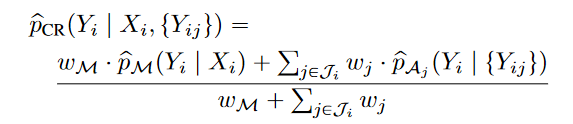 p̂_CR(Y_i | X_i, {Y_ij}) =
w_ℳ · p̂_ℳ(Y_i | X_i) + ∑_{j∈𝒥_i} w_j · p̂_{𝒜_j}(Y_i | {Y_ij})
w_ℳ + ∑_{j∈𝒥_i} w_j